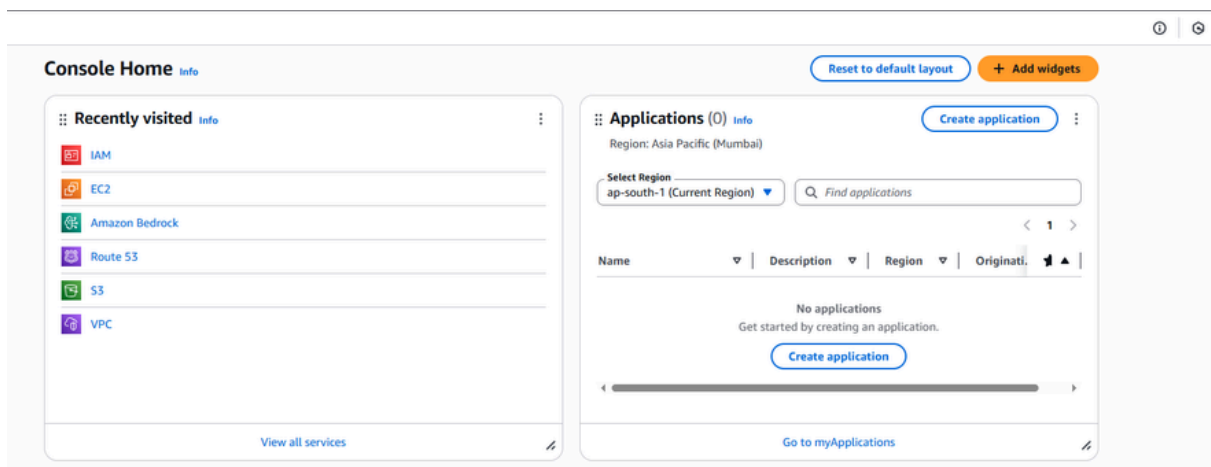 Console Home Info
Reset to default layout
+ Add widgets
Recently visited Info
IAM
EC2
Amazon Bedrock
Route 53
S3
VPC
View all services
Applications (0) Info
Create application
Region: Asia Pacific (Mumbai)
Select Region
ap-south-1 (Current Region)
Find applications
1
Name Description Region Originati.
No applications
Get started by creating an application.
Create application
Go to myApplications